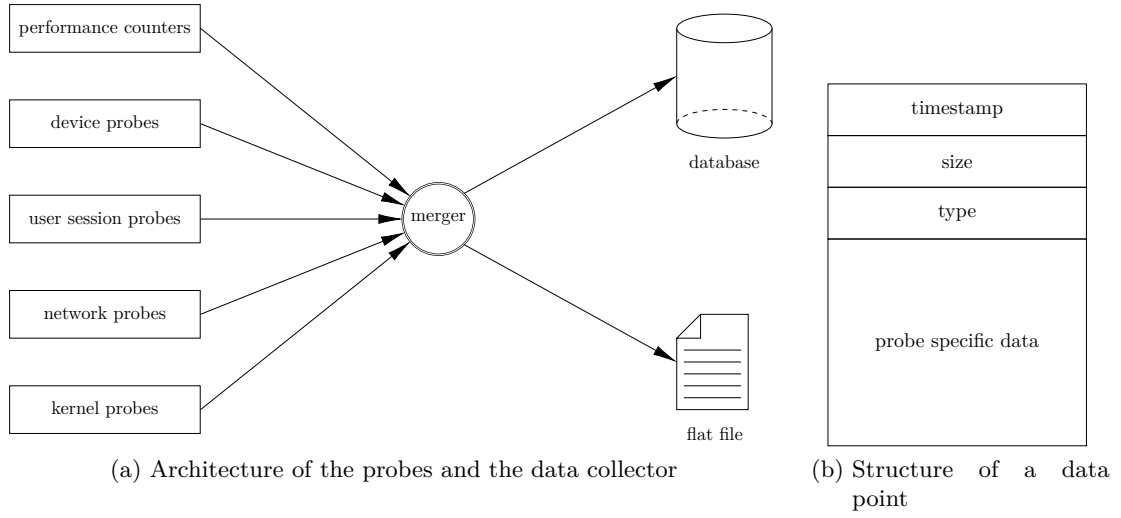 performance counters
device probes
user session probes
network probes
kernel probes
merger
database
flat file
(a) Architecture of the probes and the data collector
timestamp
size
type
probe specific data
(b) Structure of a data
point